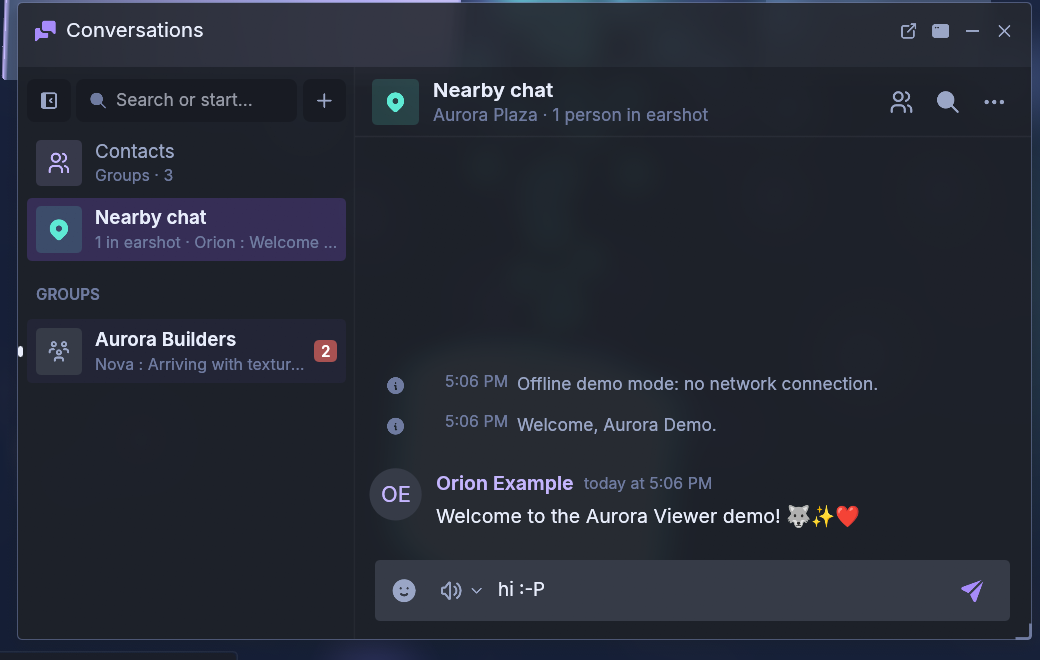 Conversations
Search or start...
Nearby chat
Aurora Plaza · 1 person in earshot
Contacts
Groups · 3
Nearby chat
1 in earshot · Orion : Welcome ...
GROUPS
Aurora Builders
Nova : Arriving with textur...
2
5:06 PM Offline demo mode: no network connection.
5:06 PM Welcome, Aurora Demo.
OE
Orion Example today at 5:06 PM
Welcome to the Aurora Viewer demo! 🐺✨❤️
hi :-P